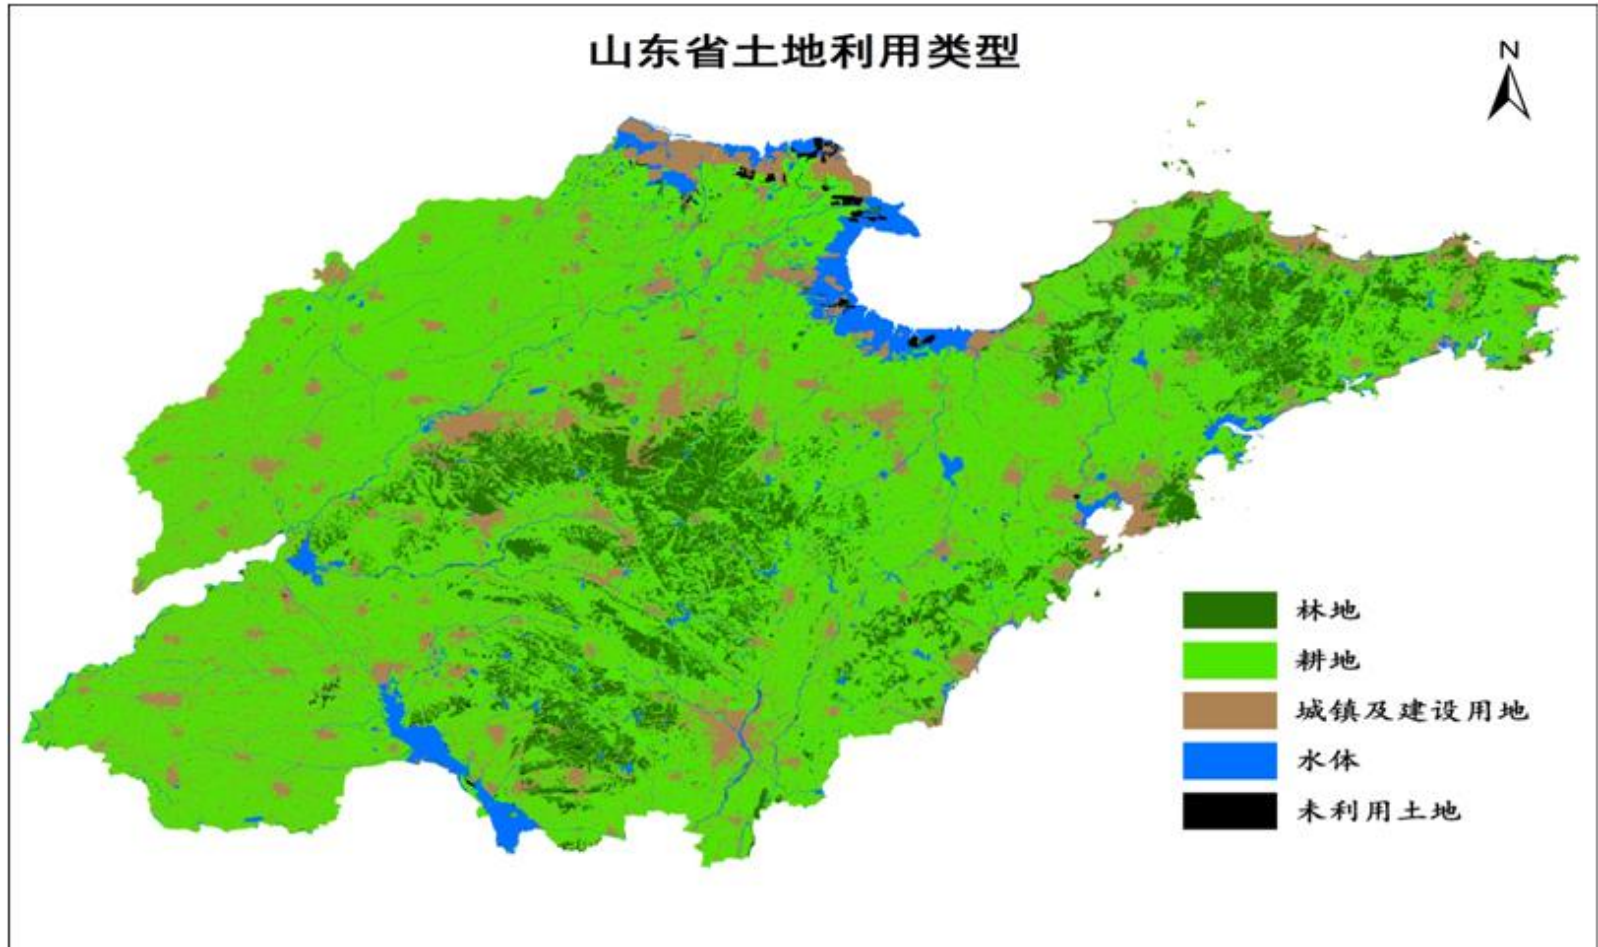 山东省土地利用类型
N
林地
耕地
城镇及建设用地
水体
未利用土地